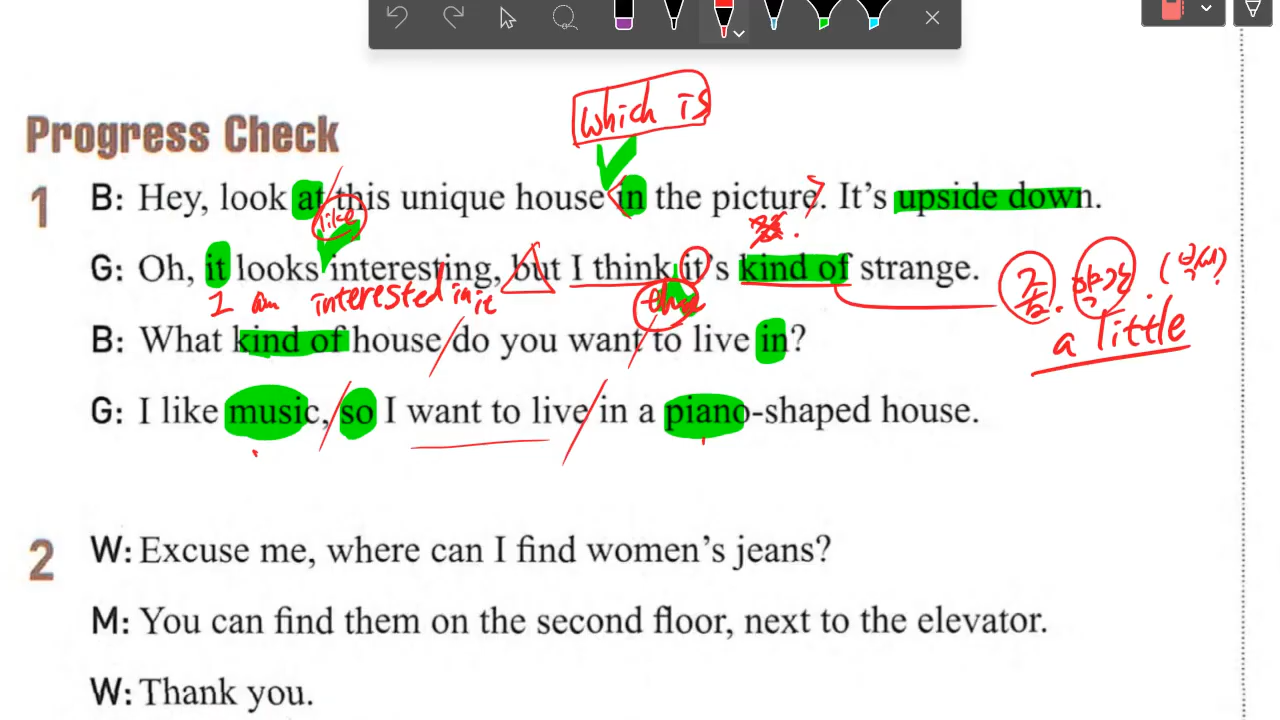 which is
Progress Check
1
B: Hey, look at this unique house in the picture. It's upside down.
like
G: Oh, it looks interesting, but I think it's kind of strange.
I am interested in it
that
좀. 약간. (부사)
a little
B: What kind of house do you want to live in?
G: I like music, so I want to live in a piano-shaped house.
2
W: Excuse me, where can I find women's jeans?
M: You can find them on the second floor, next to the elevator.
W: Thank you.